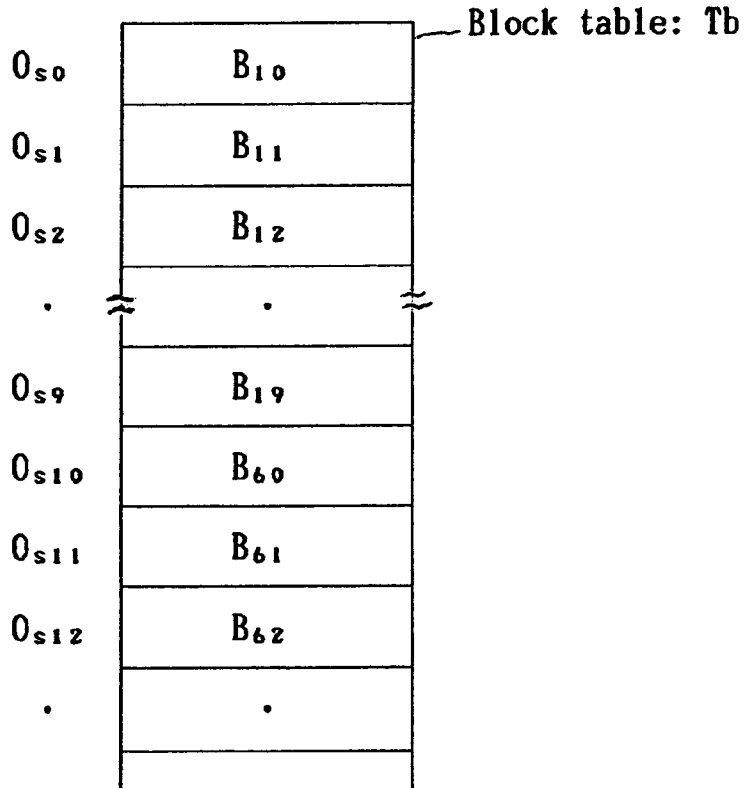 Block table: Tb
Os0 B10
Os1 B11
Os2 B12
. .
Os9 B19
Os10 B60
Os11 B61
Os12 B62
. .